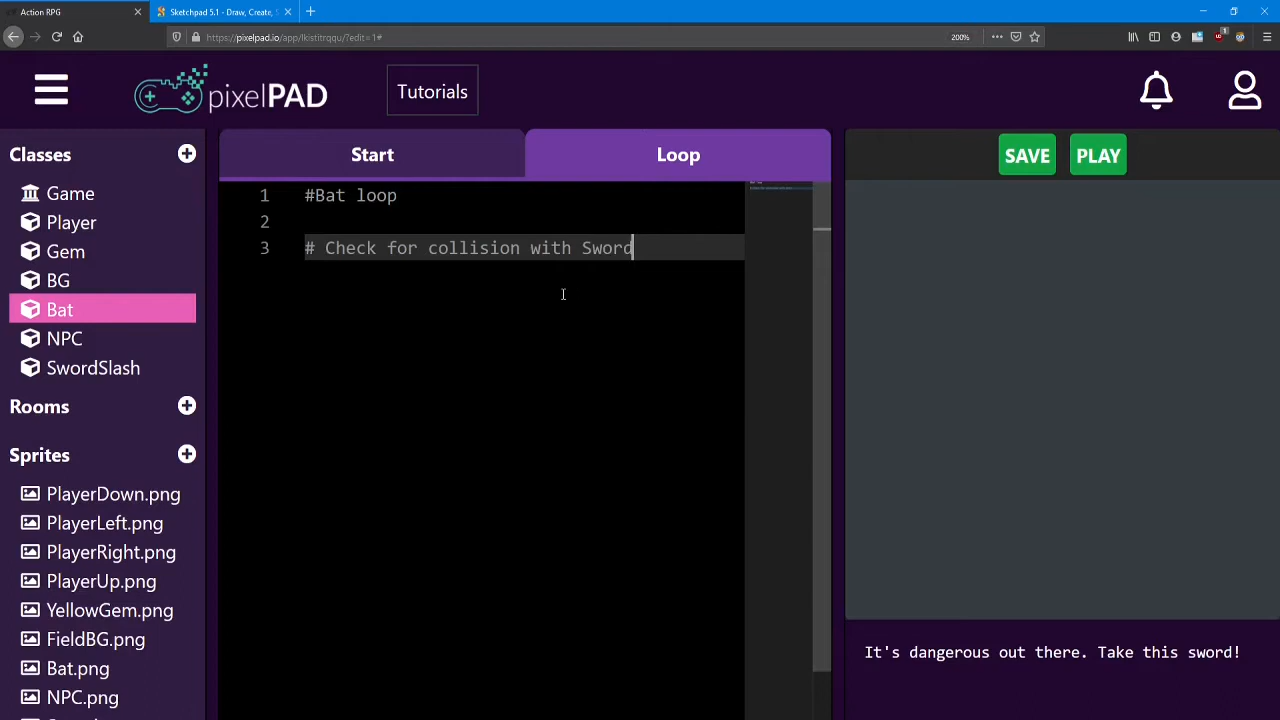 Action RPG
Sketchpad 5.1 - Draw, Create,
https://pixelpad.io/app/lkistitrqqu/?edit=1#
200%
1
pixelPAD
Tutorials
Classes
Game
Player
Gem
BG
Bat
NPC
SwordSlash
Rooms
Sprites
PlayerDown.png
PlayerLeft.png
PlayerRight.png
PlayerUp.png
YellowGem.png
FieldBG.png
Bat.png
NPC.png
Start
Loop
1 #Bat loop
2
3 # Check for collision with Sword
SAVE
PLAY
It's dangerous out there. Take this sword!